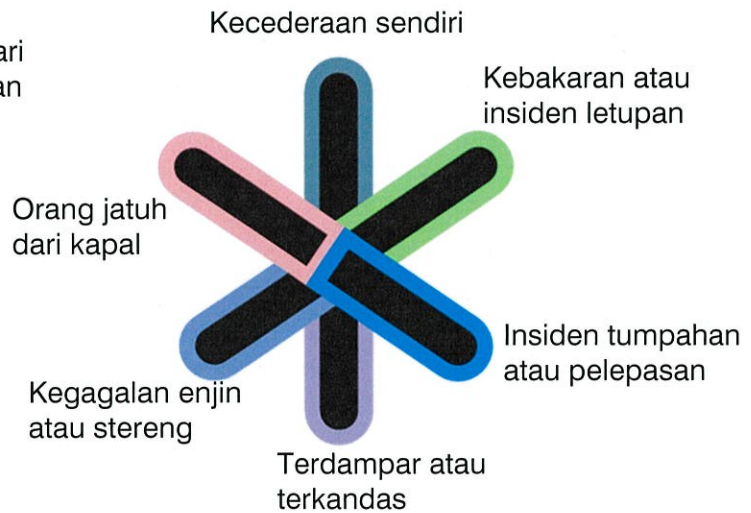 Kecederaan sendiri
Kebakaran atau
insiden letupan
Orang jatuh
dari kapal
Insiden tumpahan
atau pelepasan
Kegagalan enjin
atau stereng
Terdampar atau
terkandas